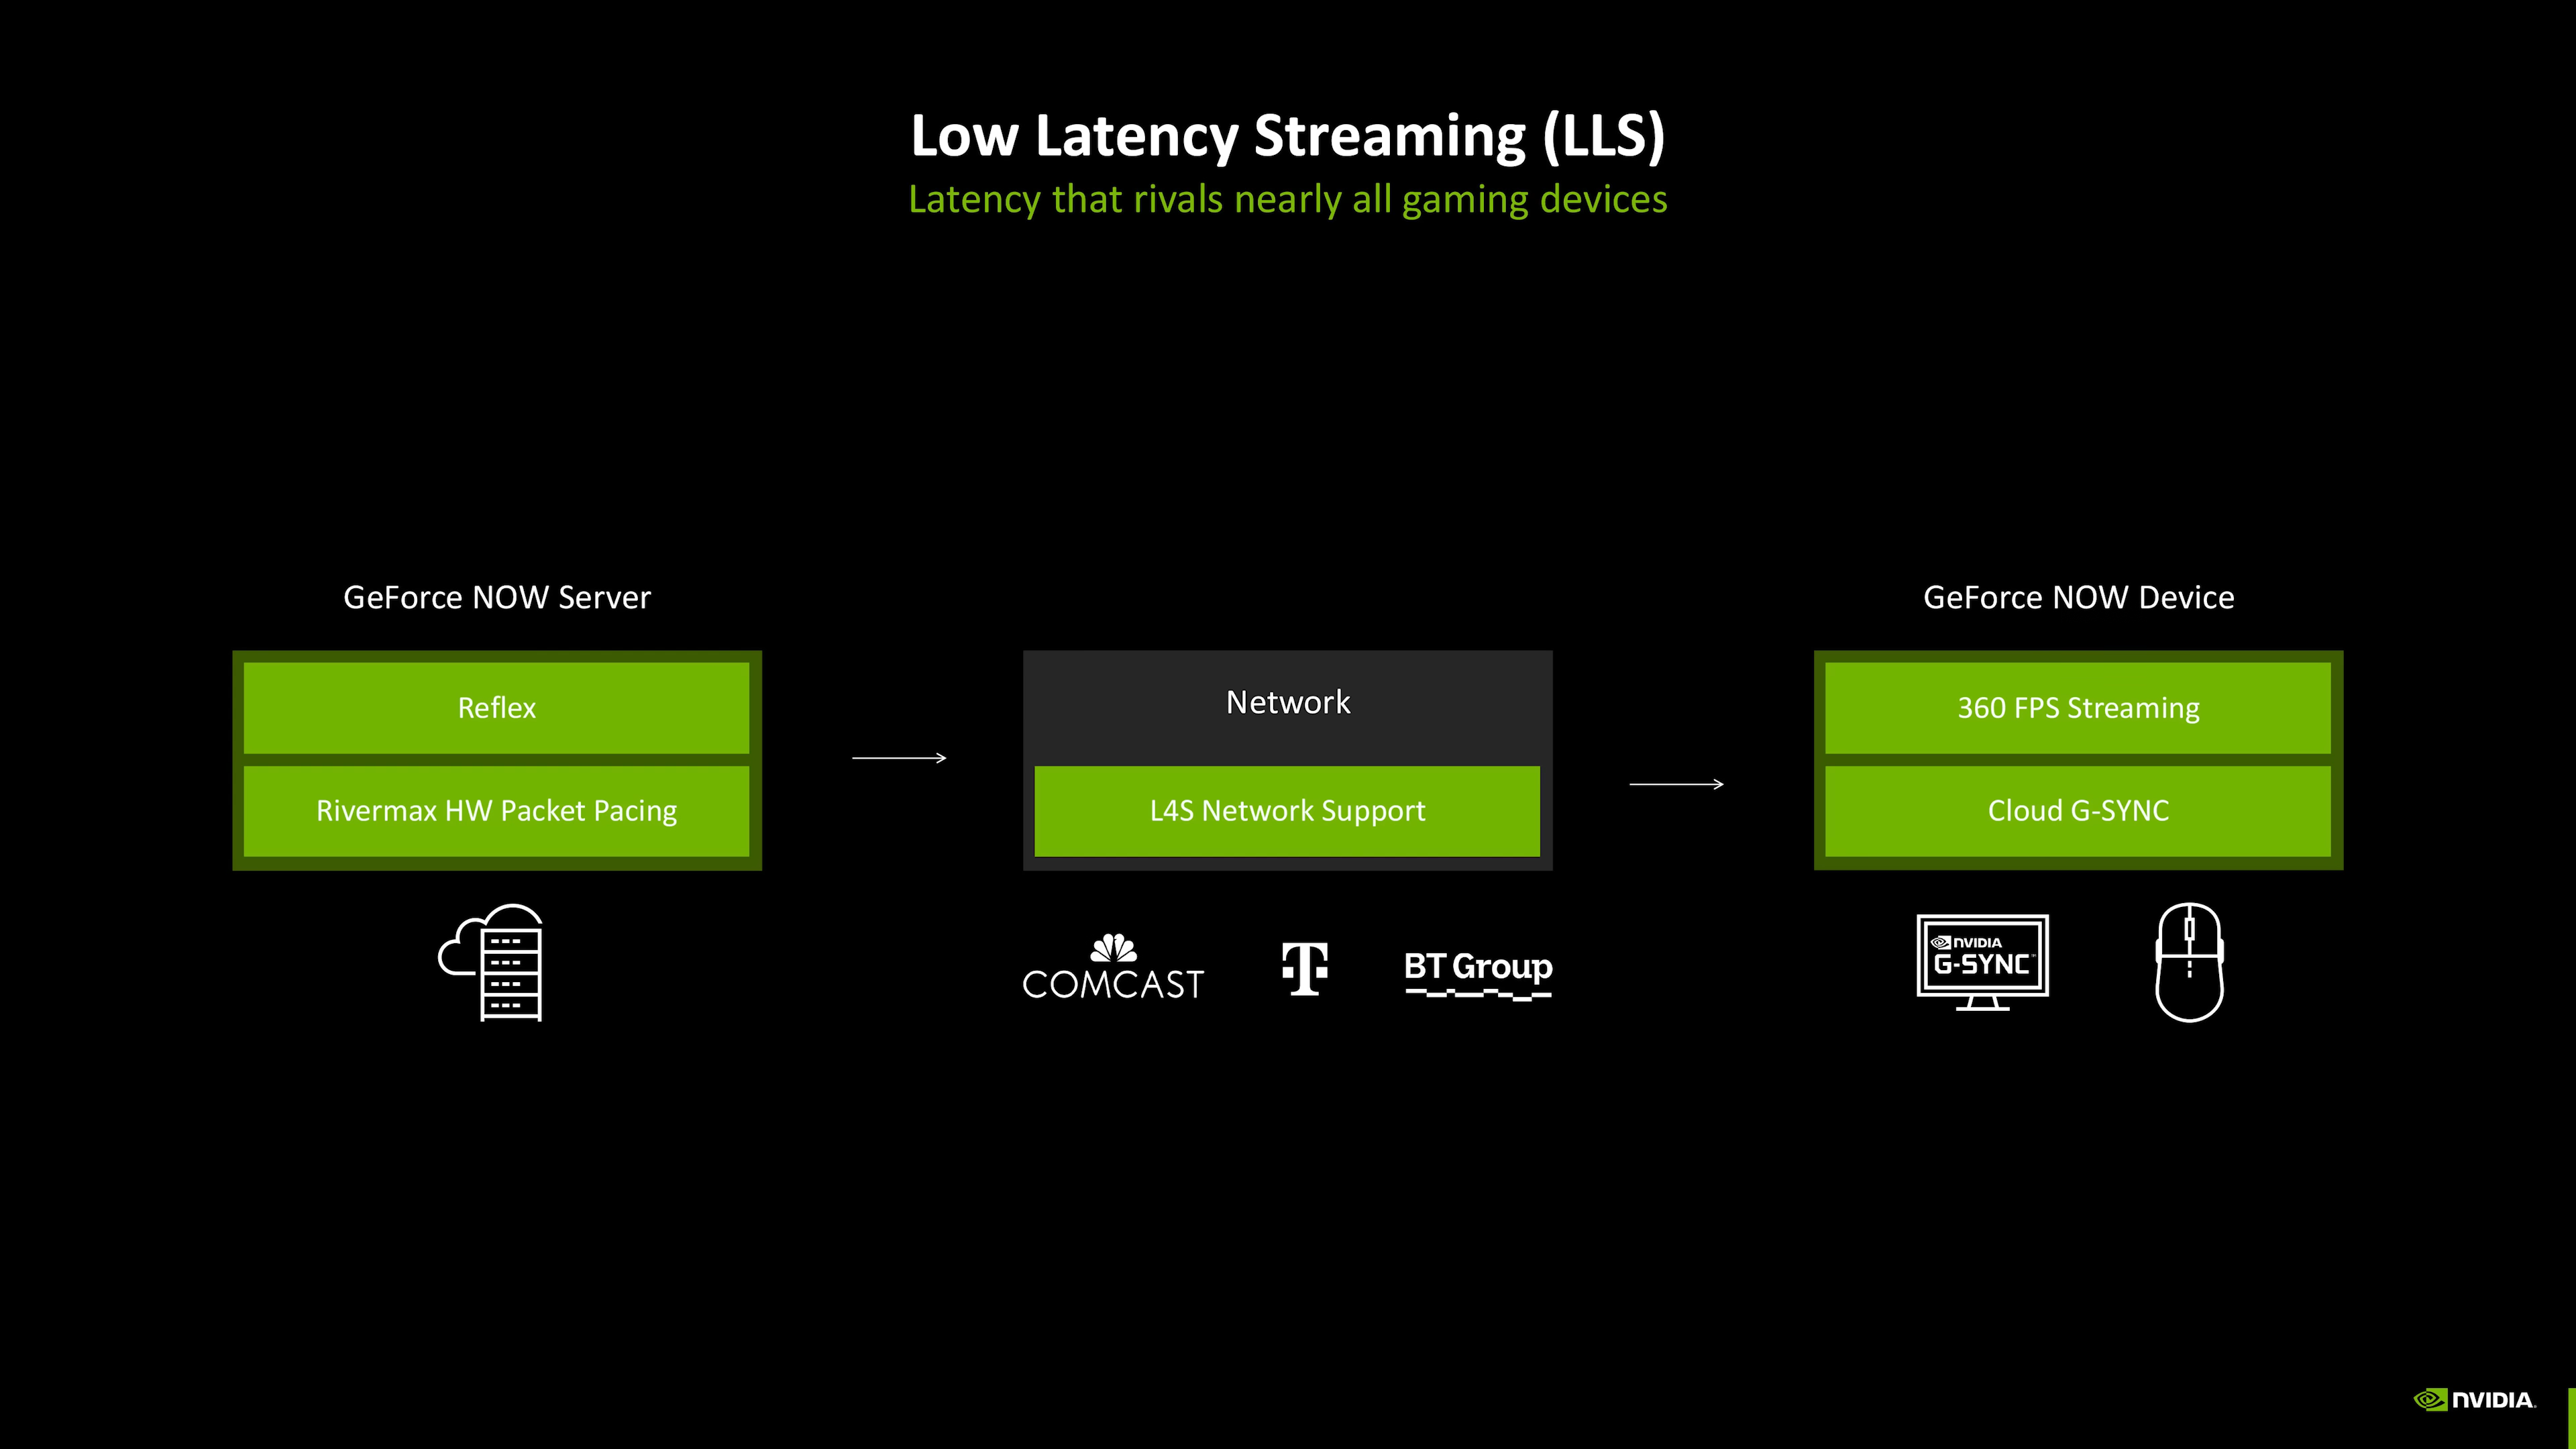 Low Latency Streaming (LLS)
Latency that rivals nearly all gaming devices
GeForce NOW Server
Reflex
Rivermax HW Packet Pacing
Network
L4S Network Support
COMCAST
T
BT Group
GeForce NOW Device
360 FPS Streaming
Cloud G-SYNC
NVIDIA
G-SYNC™
NVIDIA.